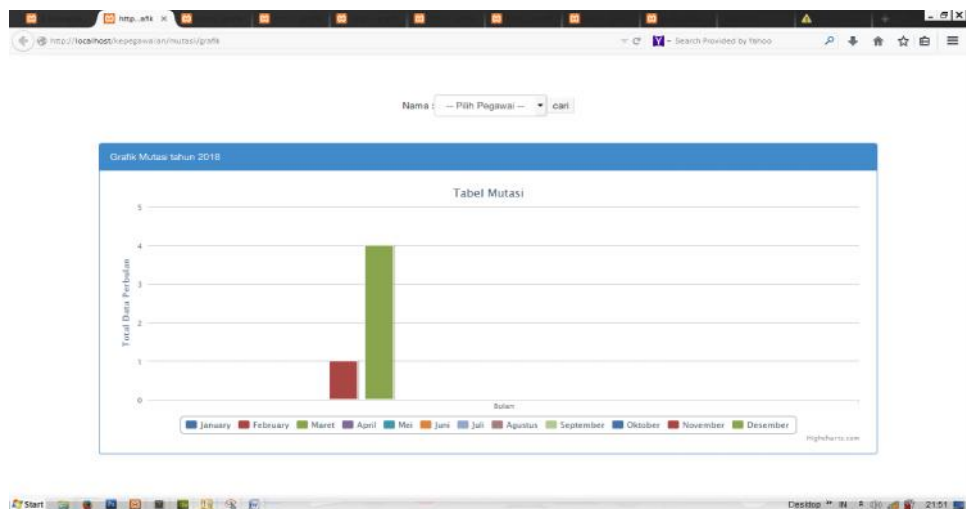 http...afik ×
http://localhost/kepegawaian/mutasi/grafik
Search Provided by Yahoo
Nama : -- Pilih Pegawai -- cari
Grafik Mutasi tahun 2018
Tabel Mutasi
Total Data Perbulan
5
4
3
2
1
0
Bulan
January February Maret April Mei Juni Juli Agustus September Oktober November Desember
Highcharts.com
Start Desktop » IN 21:51